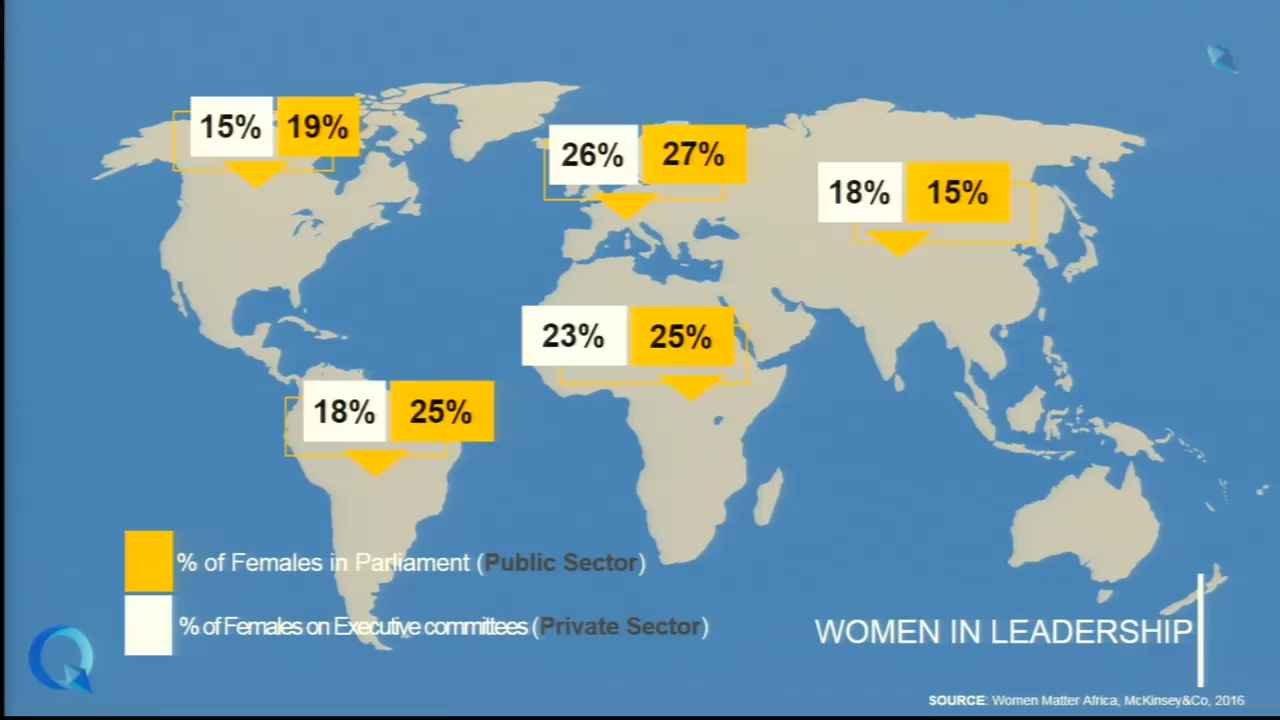 15% 19%
26% 27%
18% 15%
23% 25%
18% 25%
% of Females in Parliament (Public Sector)
% of Females on Executive committees (Private Sector)
WOMEN IN LEADERSHIP
SOURCE: Women Matter Africa, McKinsey&Co, 2016